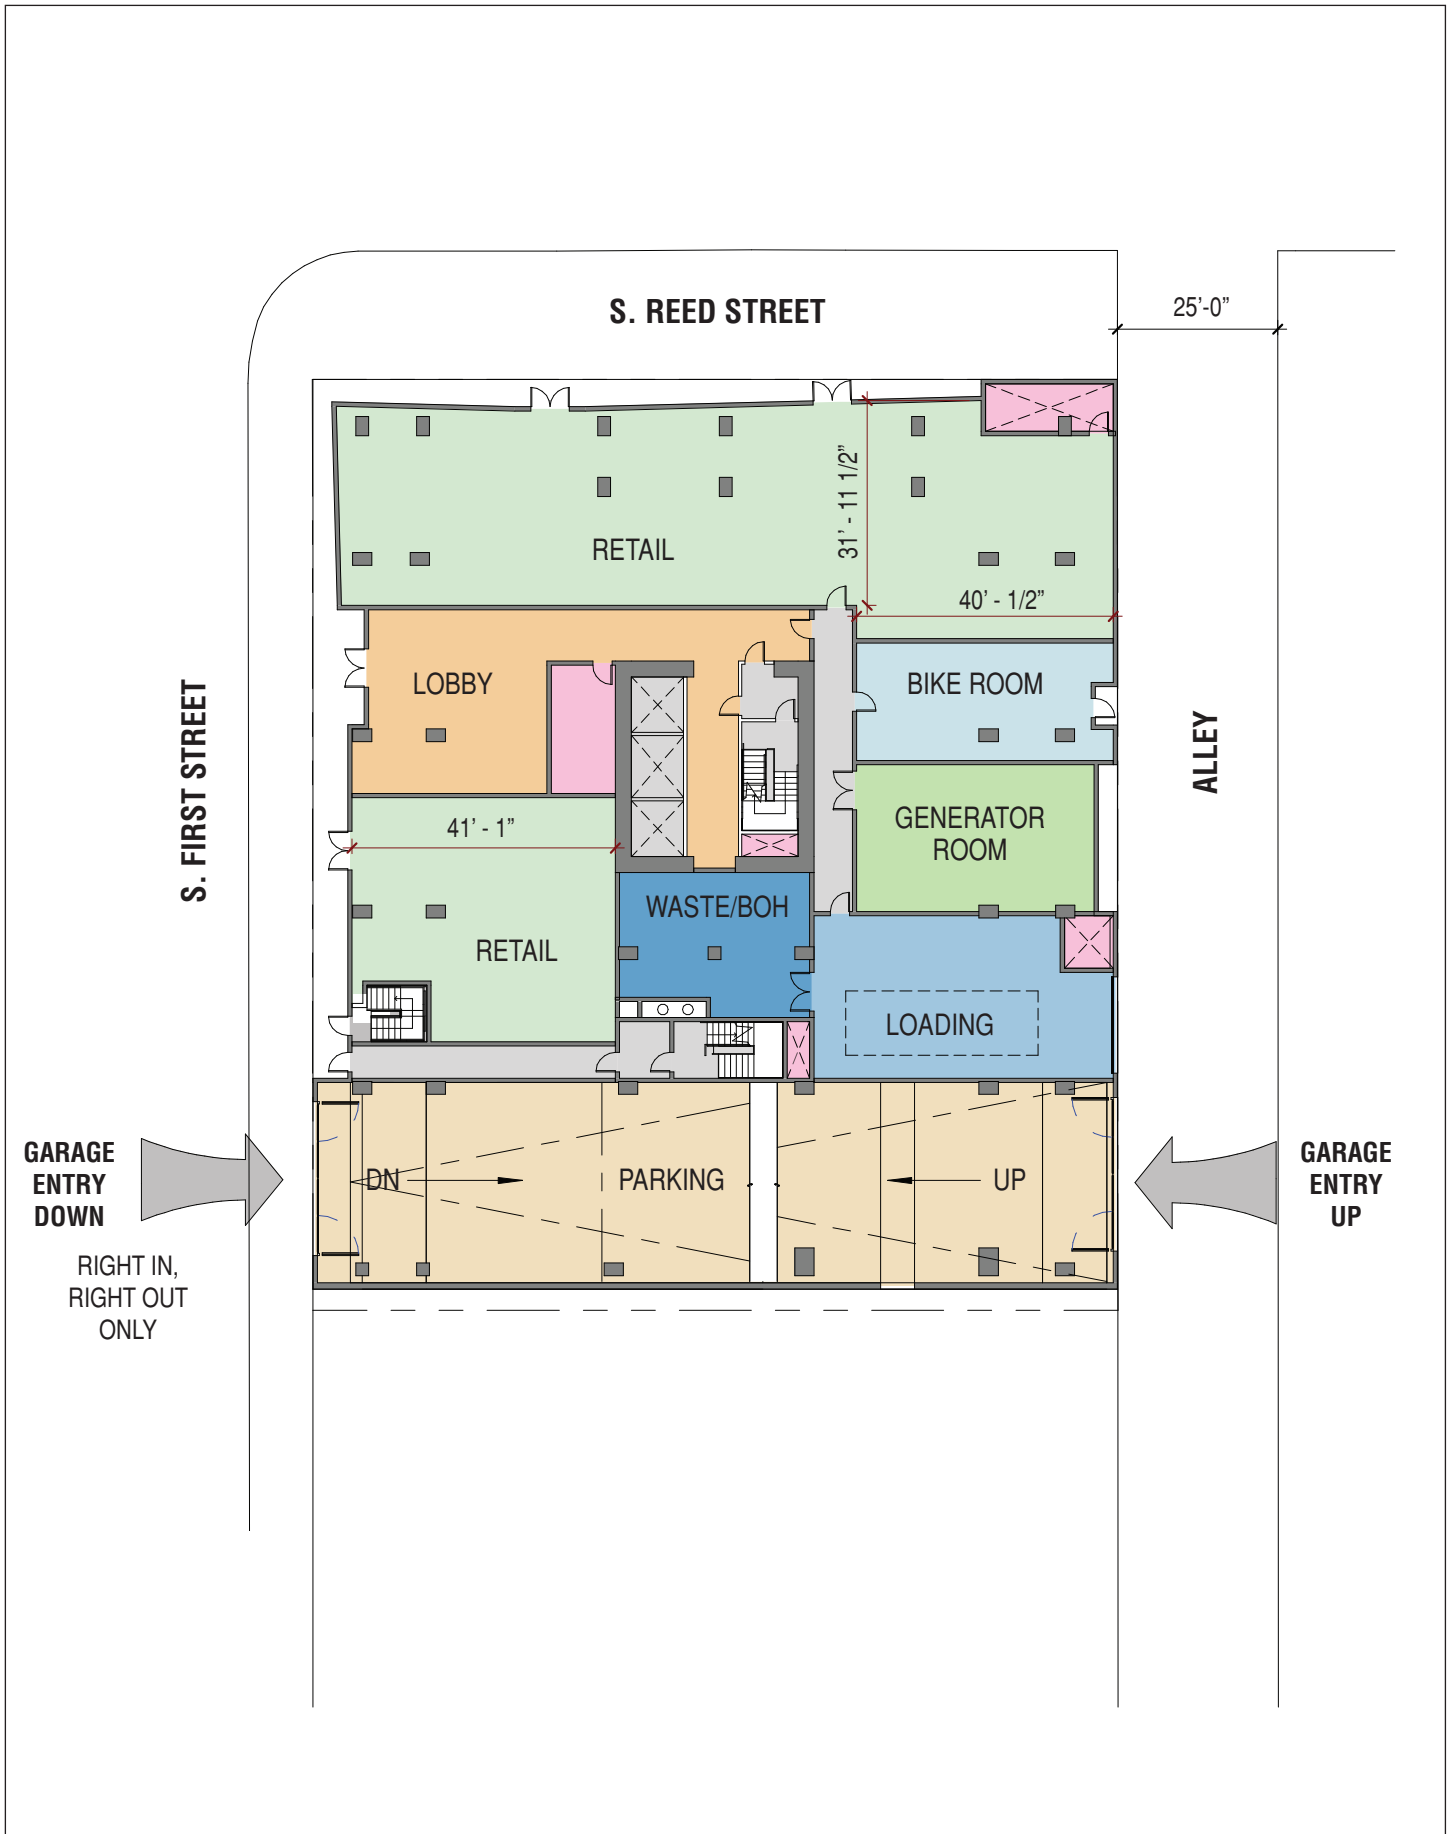 S. REED STREET
25’-0”
31’ - 11 1/2”
RETAIL
40’ - 1/2”
LOBBY
BIKE ROOM
S. FIRST STREET
ALLEY
41’ - 1”
GENERATOR
ROOM
WASTE/BOH
RETAIL
LOADING
GARAGE
ENTRY
DOWN
RIGHT IN,
RIGHT OUT
ONLY
DN
PARKING
UP
GARAGE
ENTRY
UP